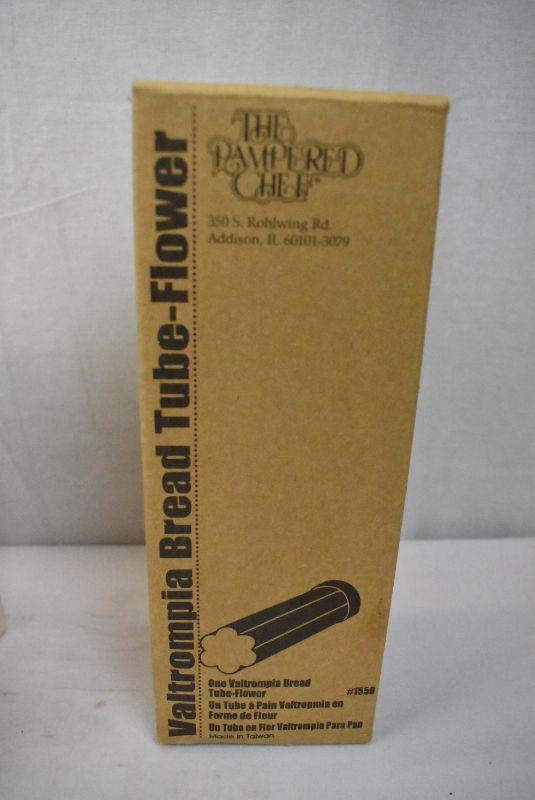 Valtrompia Bread Tube-Flower
THE
PAMPERED
CHEF
350 S. Rohlwing Rd.
Addison, IL 60101-3079
One Valtrompia Bread
Tube-Flower
#1550
Un Tube à Pain Valtropmia en
Forme de Fleur
Un Tubo en Flor Valtrompia Para Pan
Made in Taiwan